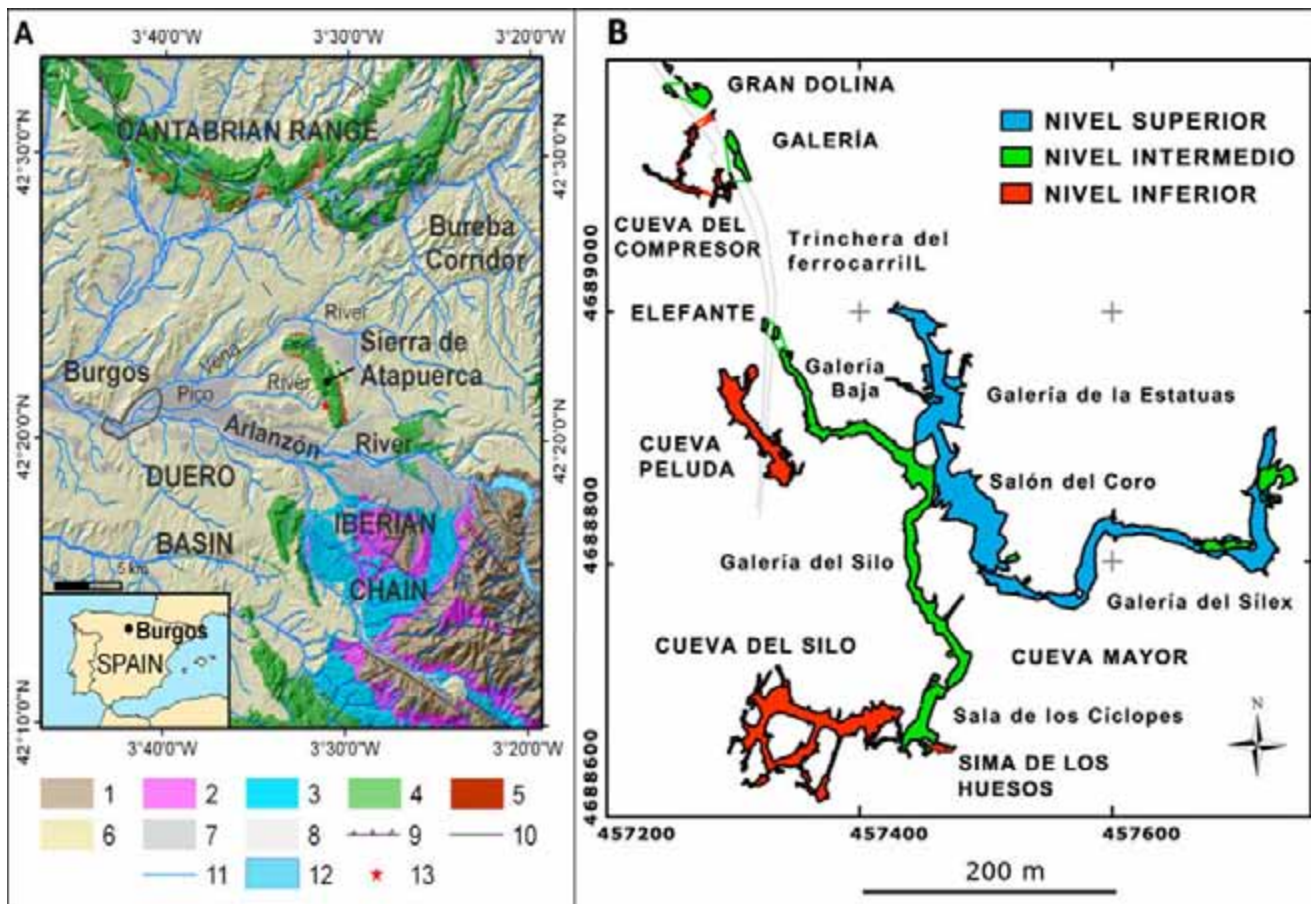 A
3°40'0"W
3°30'0"W
3°20'0"W
N
CANTABRIAN RANGE
42°30'0"N
42°30'0"N
Bureba
Corridor
River
Vena
Sierra de
Atapuerca
Burgos
Pico
River
42°20'0"N
42°20'0"N
Arlanzón
River
DUERO
BASIN
IBERIAN
CHAIN
0
5 km
Burgos
SPAIN
42°10'0"N
42°10'0"N
3°40'0"W
3°30'0"W
3°20'0"W
1
2
3
4
5
6
7
8
9
10
11
12
13
B
GRAN DOLINA
GALERÍA
NIVEL SUPERIOR
NIVEL INTERMEDIO
NIVEL INFERIOR
CUEVA DEL
COMPRESOR
Trinchera del
ferrocarrilL
4689000
ELEFANTE
Galería
Baja
Galería de la Estatuas
CUEVA
PELUDA
Salón del Coro
4688800
Galería del Silo
Galería del Sílex
CUEVA DEL SILO
CUEVA MAYOR
Sala de los Cíclopes
N
SIMA DE LOS
HUESOS
4688600
457200
457400
457600
200 m